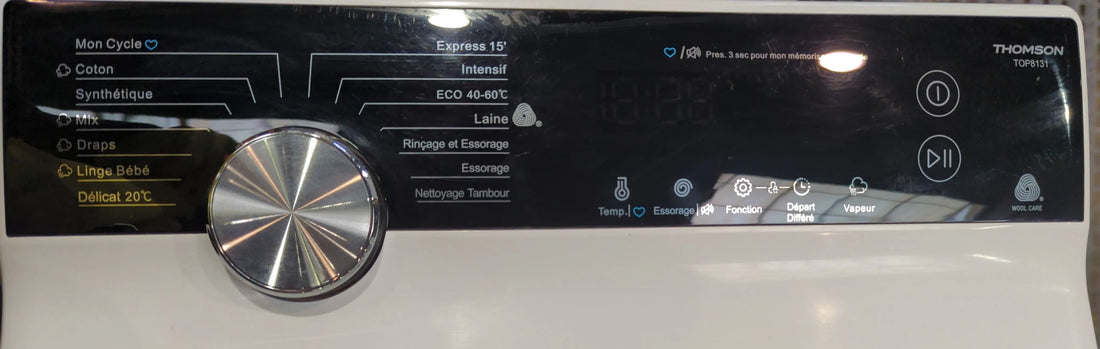 Mon Cycle
Coton
Synthétique
Mix
Draps
Linge Bébé
Délicat 20°C
Express 15'
Intensif
ECO 40-60°C
Laine
Rinçage et Essorage
Essorage
Nettoyage Tambour
/ Pres. 3 sec pour mon mémoris
THOMSON
TOP8131
Temp.|
Essorage|
Fonction
Départ
Différé
Vapeur
WOOL CARE